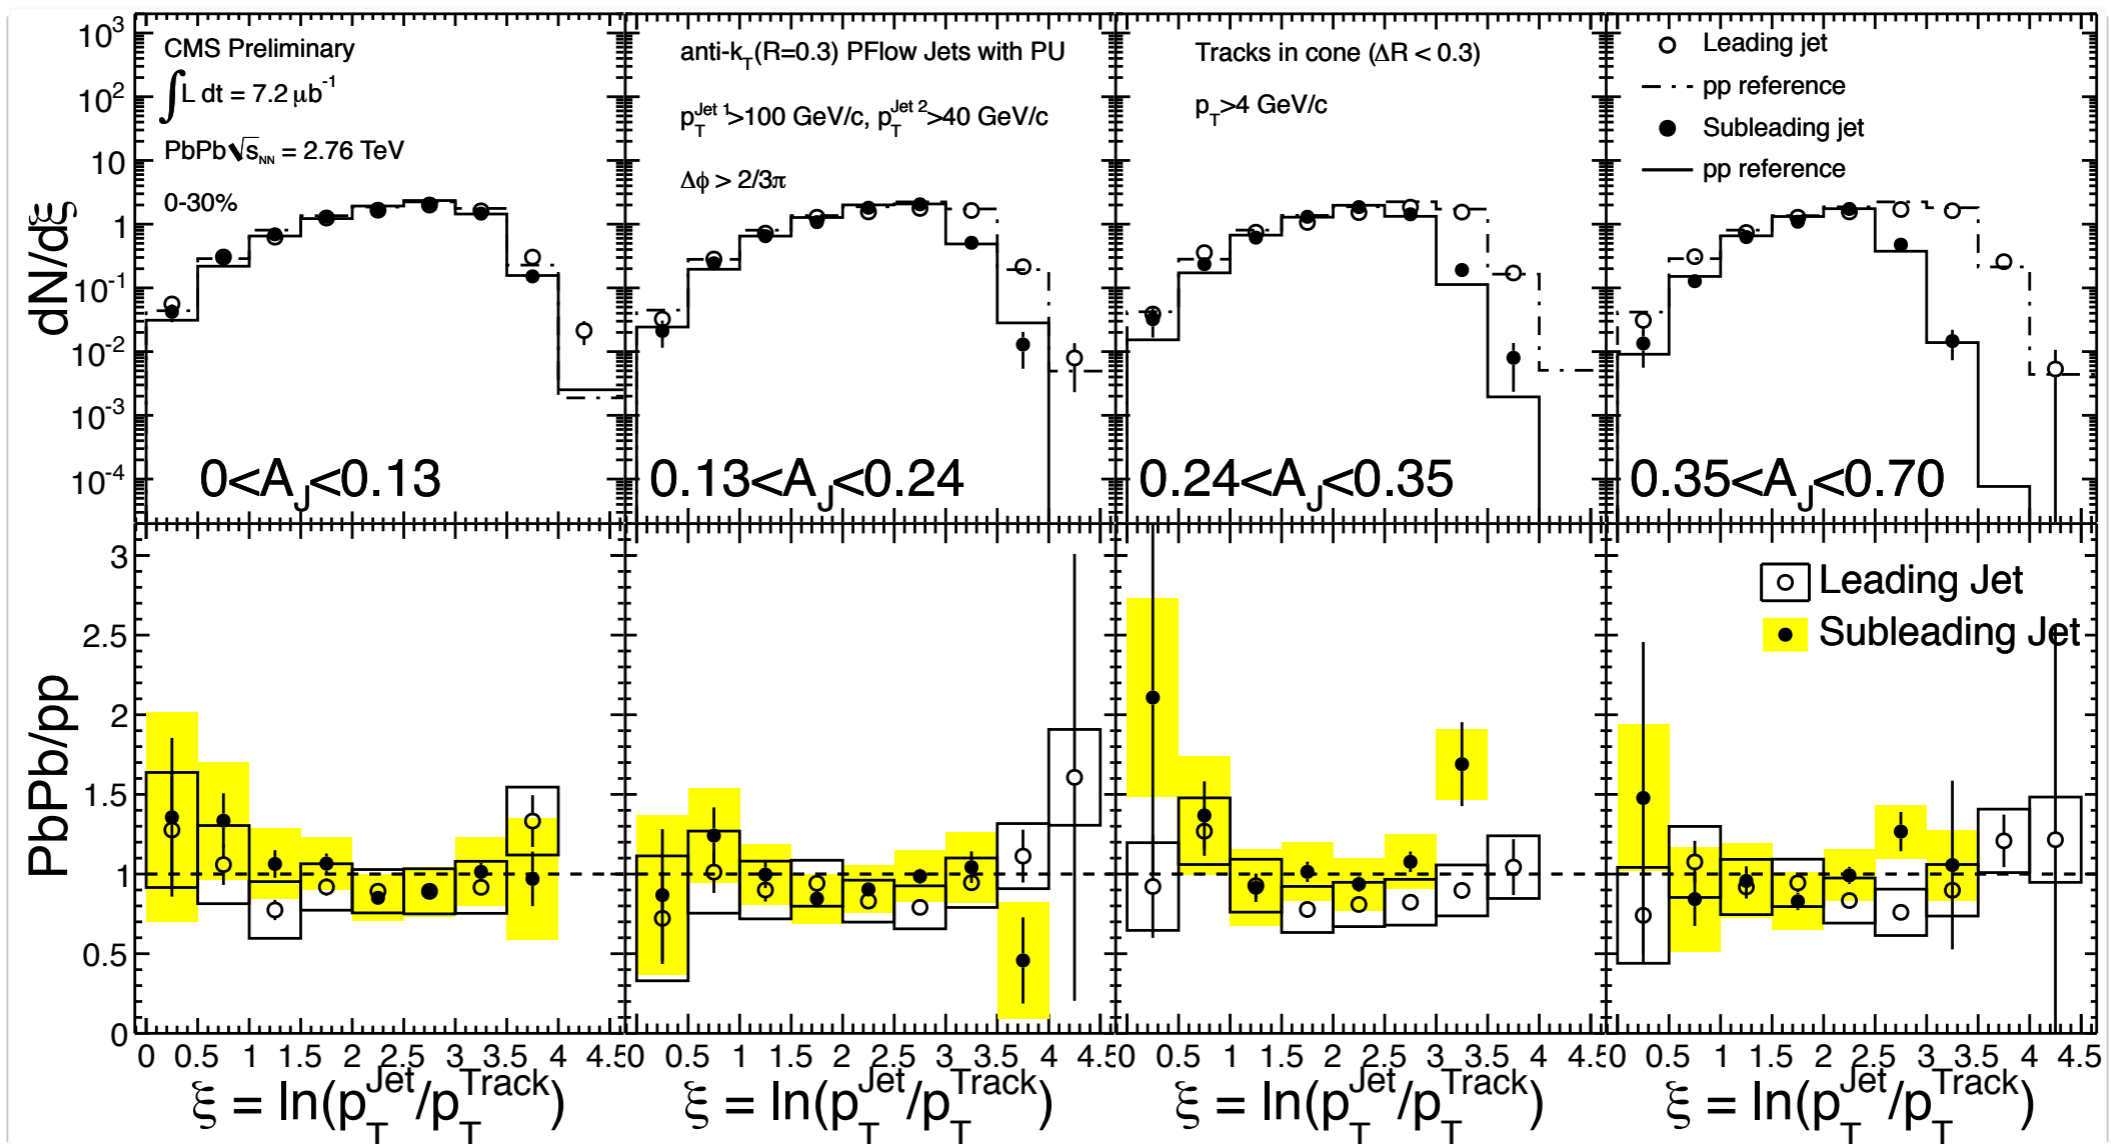 CMS Preliminary
∫L dt = 7.2 μb⁻¹
PbPb √s_NN = 2.76 TeV
0-30%
anti-k_T(R=0.3) PFlow Jets with PU
p_T^Jet 1>100 GeV/c, p_T^Jet 2>40 GeV/c
Δϕ > 2/3π
Tracks in cone (ΔR < 0.3)
p_T>4 GeV/c
Leading jet
pp reference
Subleading jet
pp reference
dN/dξ
10³
10²
10
1
10⁻¹
10⁻²
10⁻³
10⁻⁴
0<A_J<0.13
0.13<A_J<0.24
0.24<A_J<0.35
0.35<A_J<0.70
Leading Jet
Subleading Jet
PbPb/pp
3
2.5
2
1.5
1
0.5
0
0 0.5 1 1.5 2 2.5 3 3.5 4 4.5
0 0.5 1 1.5 2 2.5 3 3.5 4 4.5
0 0.5 1 1.5 2 2.5 3 3.5 4 4.5
0 0.5 1 1.5 2 2.5 3 3.5 4 4.5
ξ = ln(p_T^Jet/p_T^Track)
ξ = ln(p_T^Jet/p_T^Track)
ξ = ln(p_T^Jet/p_T^Track)
ξ = ln(p_T^Jet/p_T^Track)